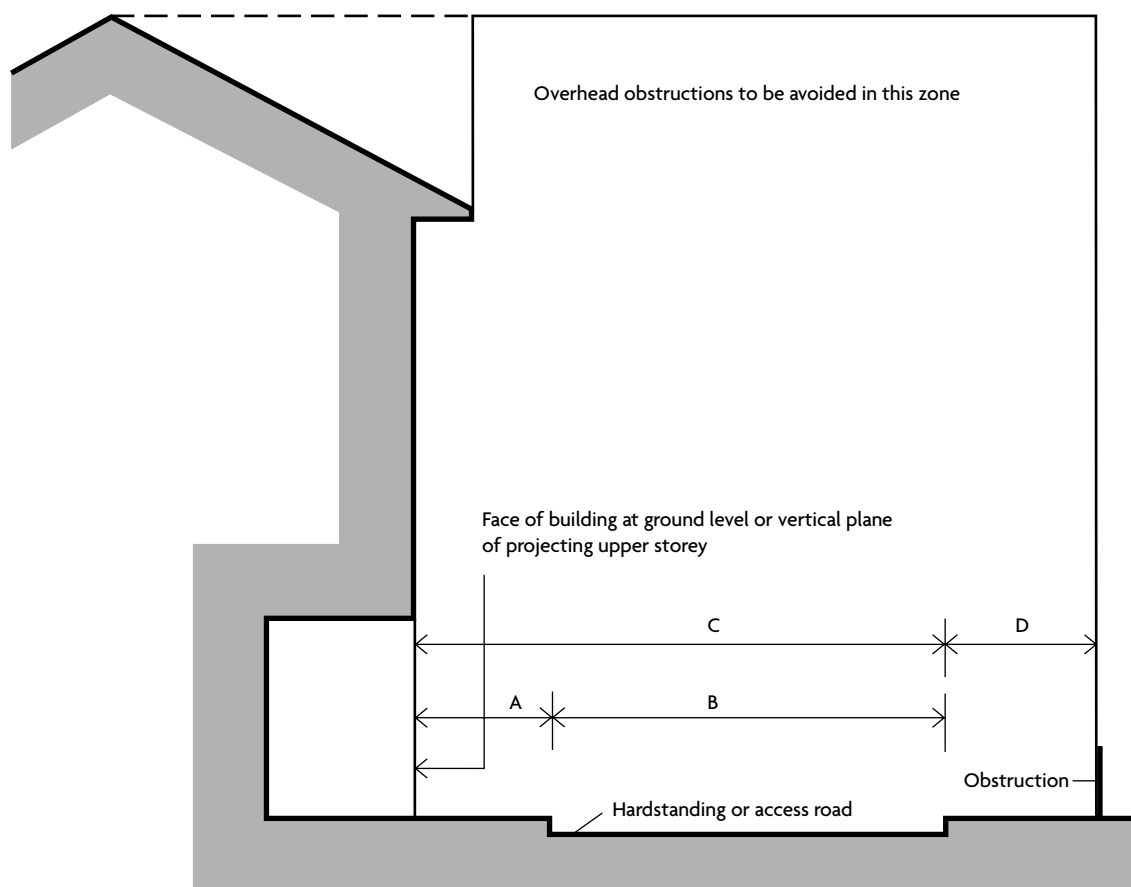 Overhead obstructions to be avoided in this zone
Face of building at ground level or vertical plane
of projecting upper storey
C
D
A
B
Obstruction
Hardstanding or access road